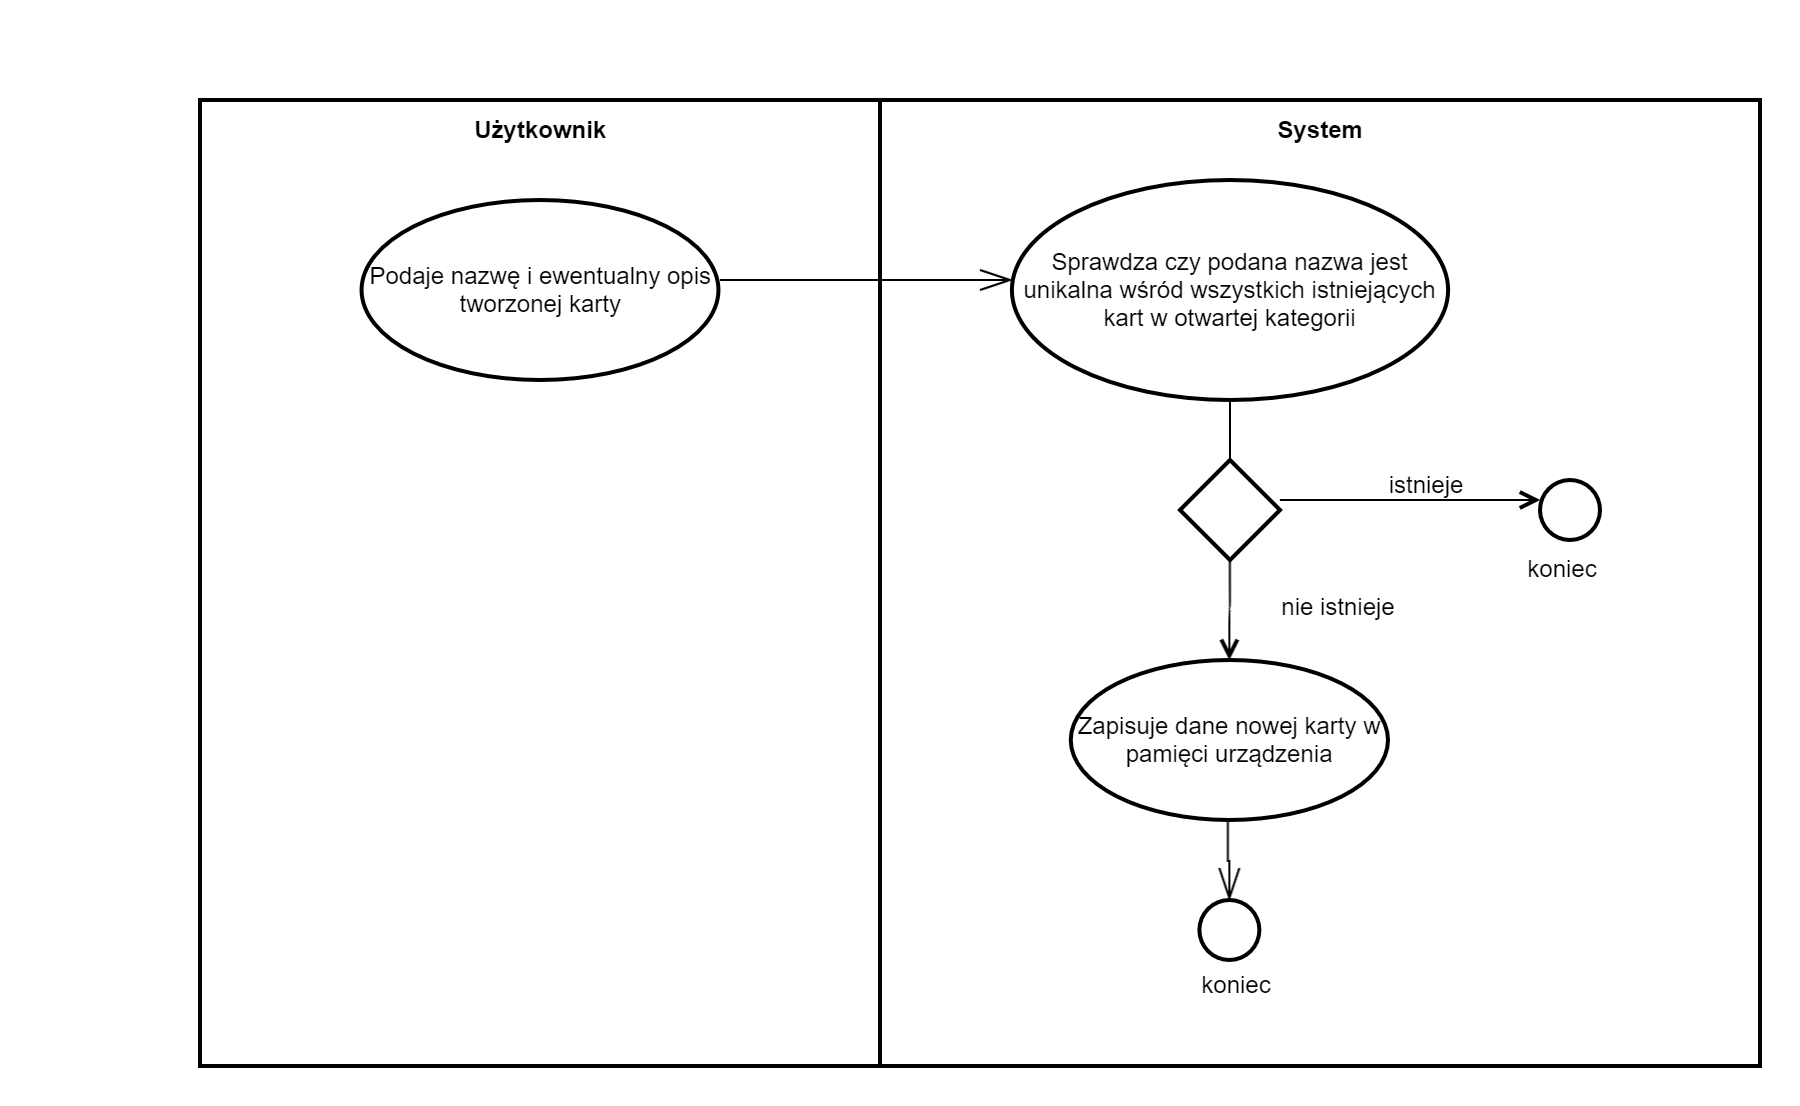 Użytkownik
System
Podaje nazwę i ewentualny opis
tworzonej karty
Sprawdza czy podana nazwa jest
unikalna wśród wszystkich istniejących
kart w otwartej kategorii
istnieje
koniec
nie istnieje
Zapisuje dane nowej karty w
pamięci urządzenia
koniec